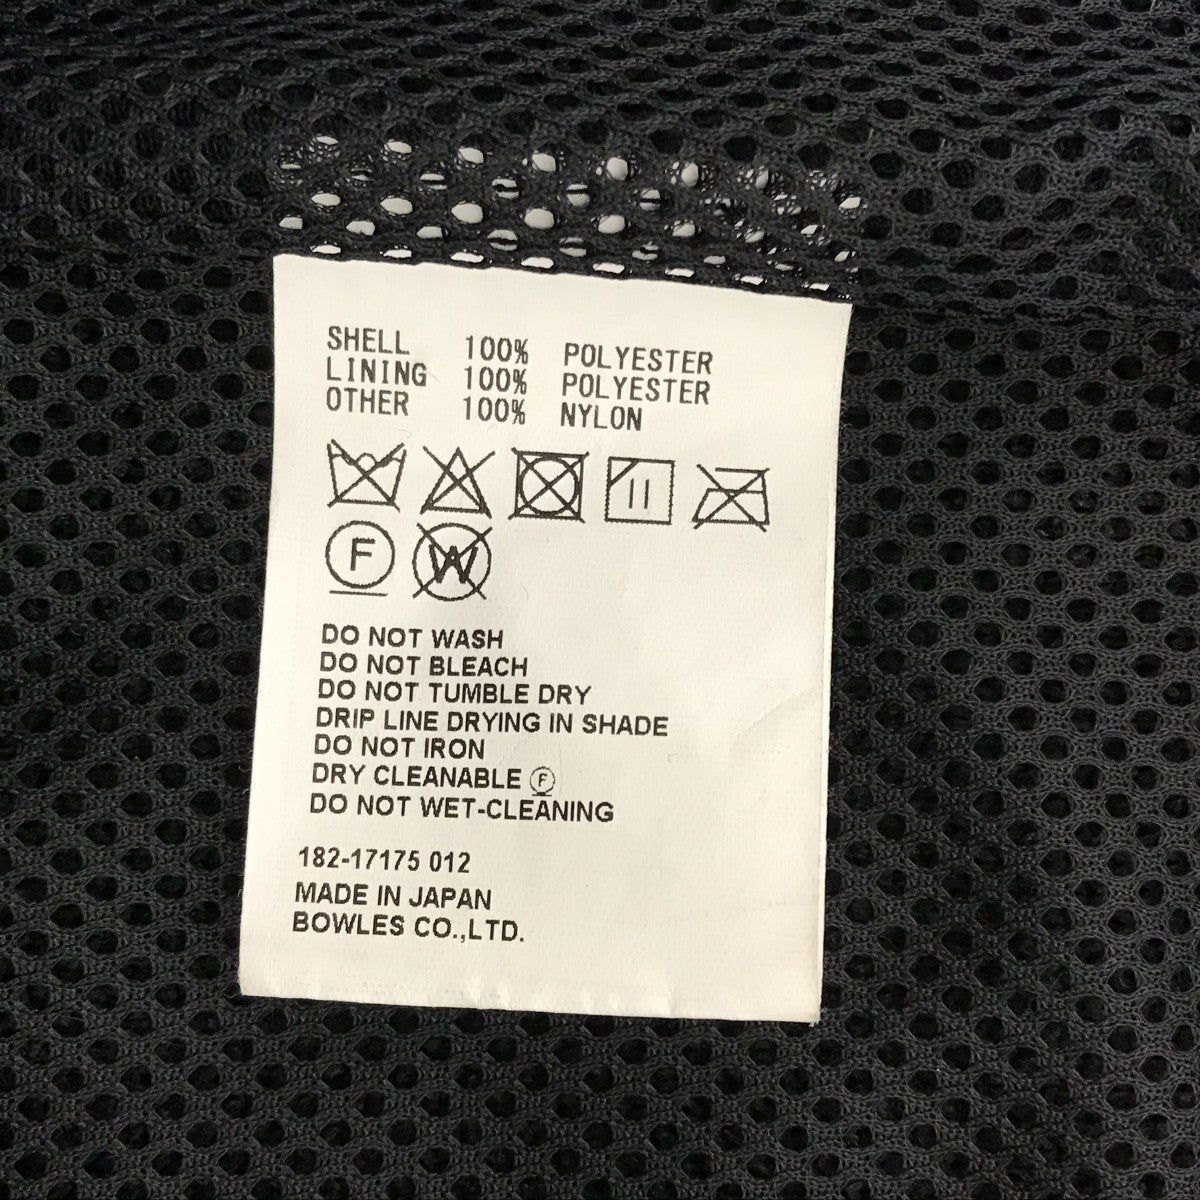 SHELL 100% POLYESTER
LINING 100% POLYESTER
OTHER 100% NYLON
F W
DO NOT WASH
DO NOT BLEACH
DO NOT TUMBLE DRY
DRIP LINE DRYING IN SHADE
DO NOT IRON
DRY CLEANABLE Ⓕ
DO NOT WET-CLEANING
182-17175 012
MADE IN JAPAN
BOWLES CO.,LTD.